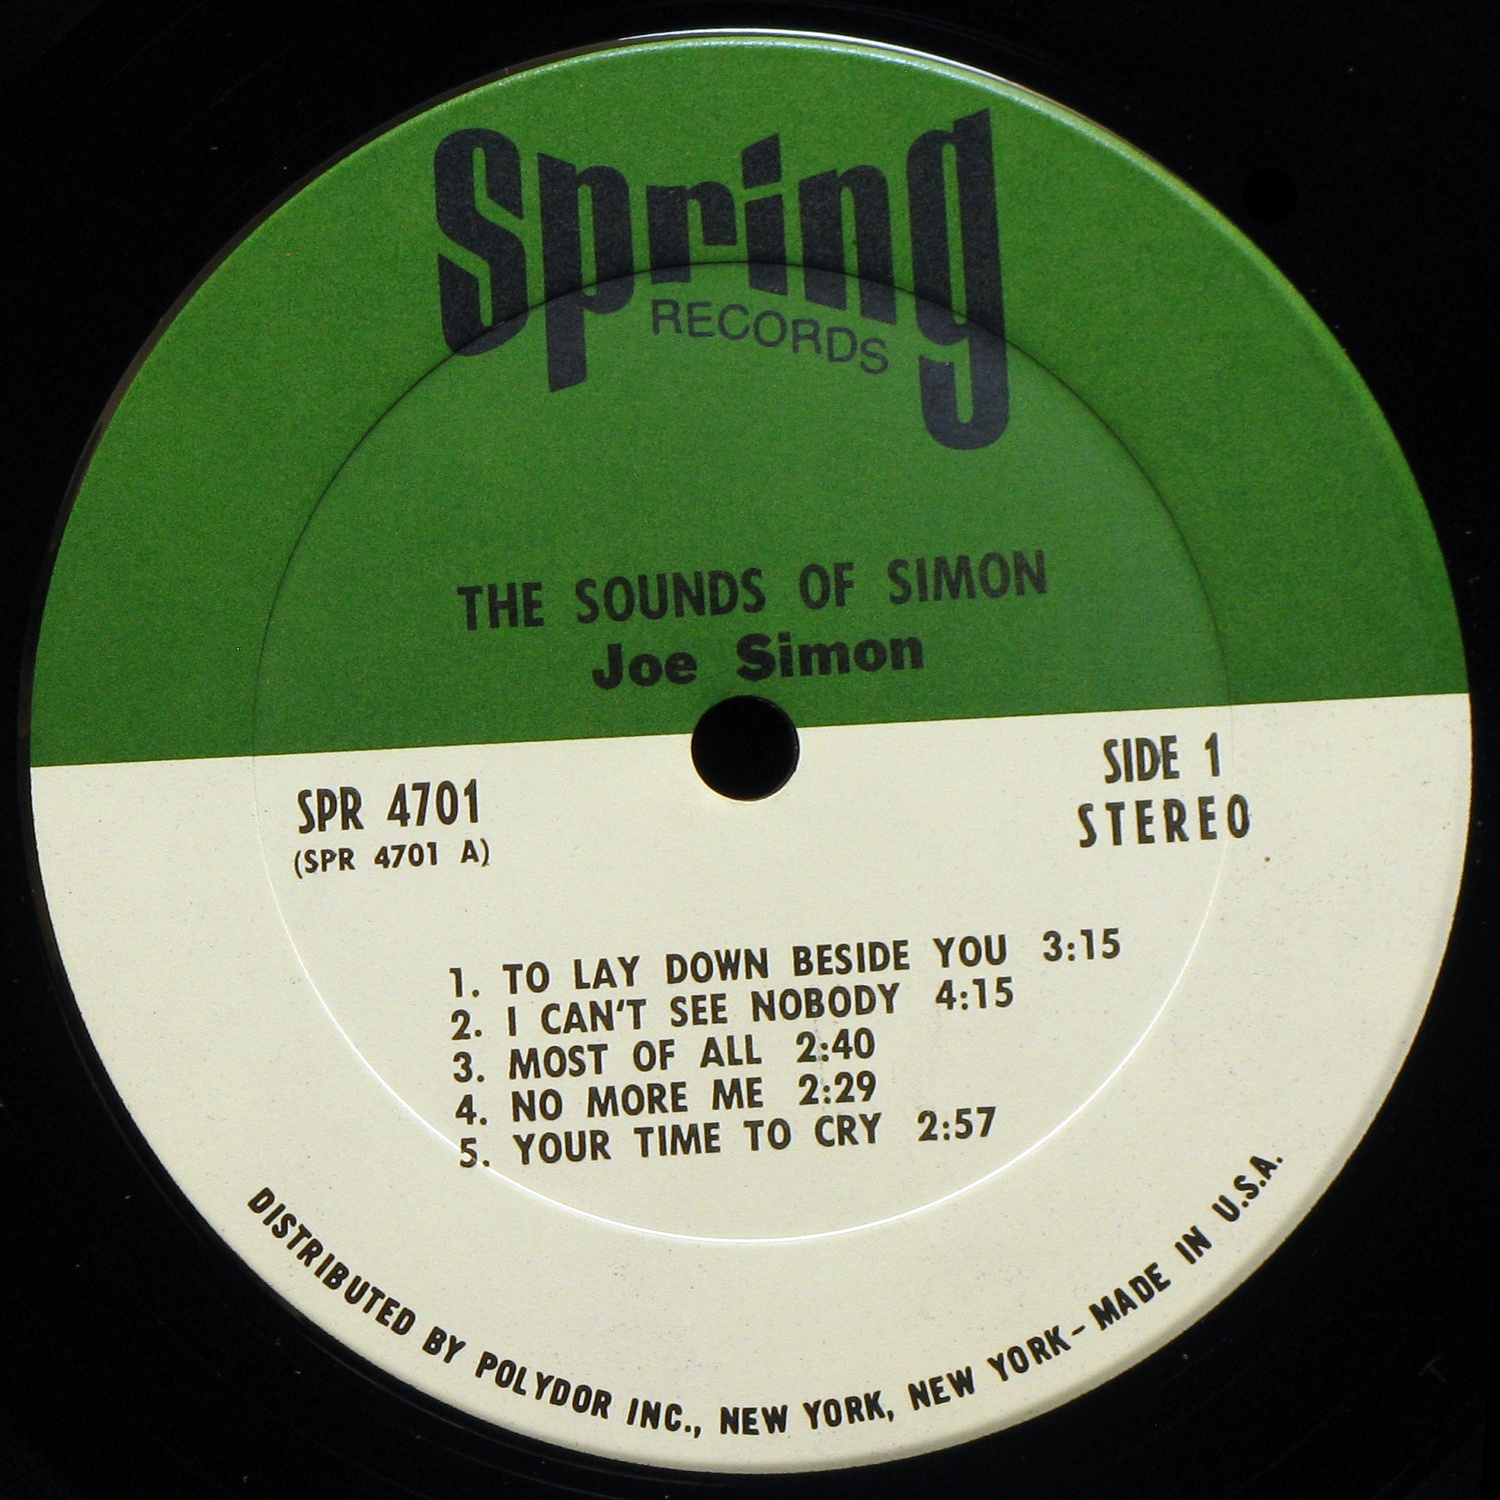 Spring
RECORDS
THE SOUNDS OF SIMON
Joe Simon
SPR 4701
(SPR 4701 A)
SIDE 1
STEREO
1. TO LAY DOWN BESIDE YOU 3:15
2. I CAN'T SEE NOBODY 4:15
3. MOST OF ALL 2:40
4. NO MORE ME 2:29
5. YOUR TIME TO CRY 2:57
DISTRIBUTED BY POLYDOR INC., NEW YORK, NEW YORK - MADE IN U.S.A.